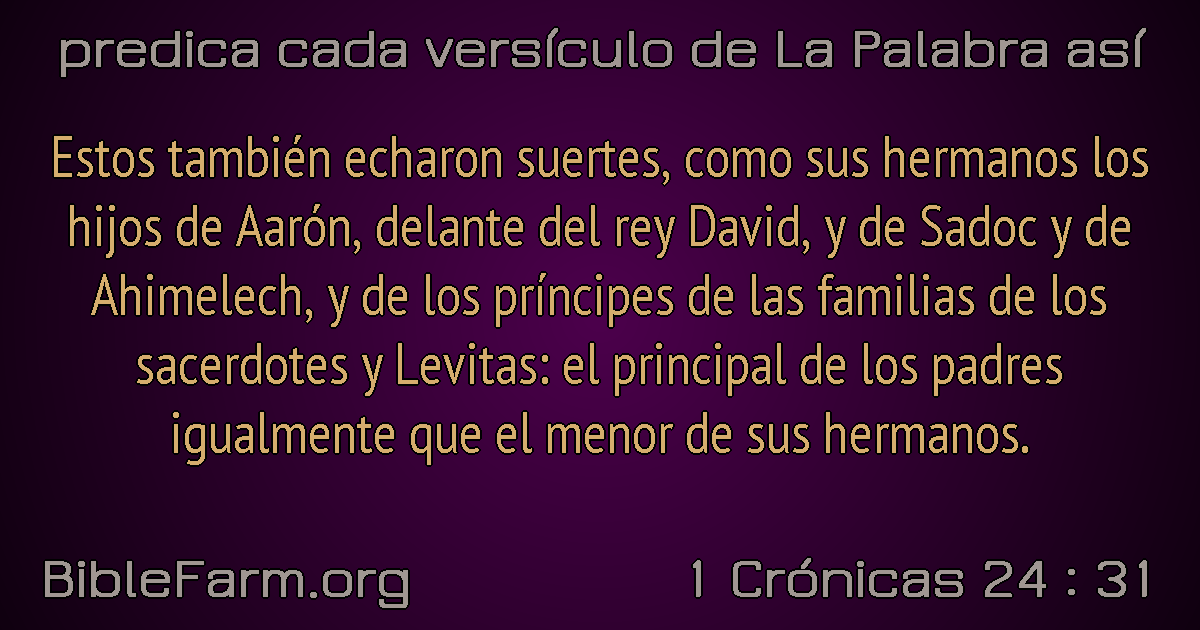 predica cada versículo de La Palabra así
Estos también echaron suertes, como sus hermanos los
hijos de Aarón, delante del rey David, y de Sadoc y de
Ahimelech, y de los príncipes de las familias de los
sacerdotes y Levitas: el principal de los padres
igualmente que el menor de sus hermanos.
BibleFarm.org 1 Crónicas 24 : 31